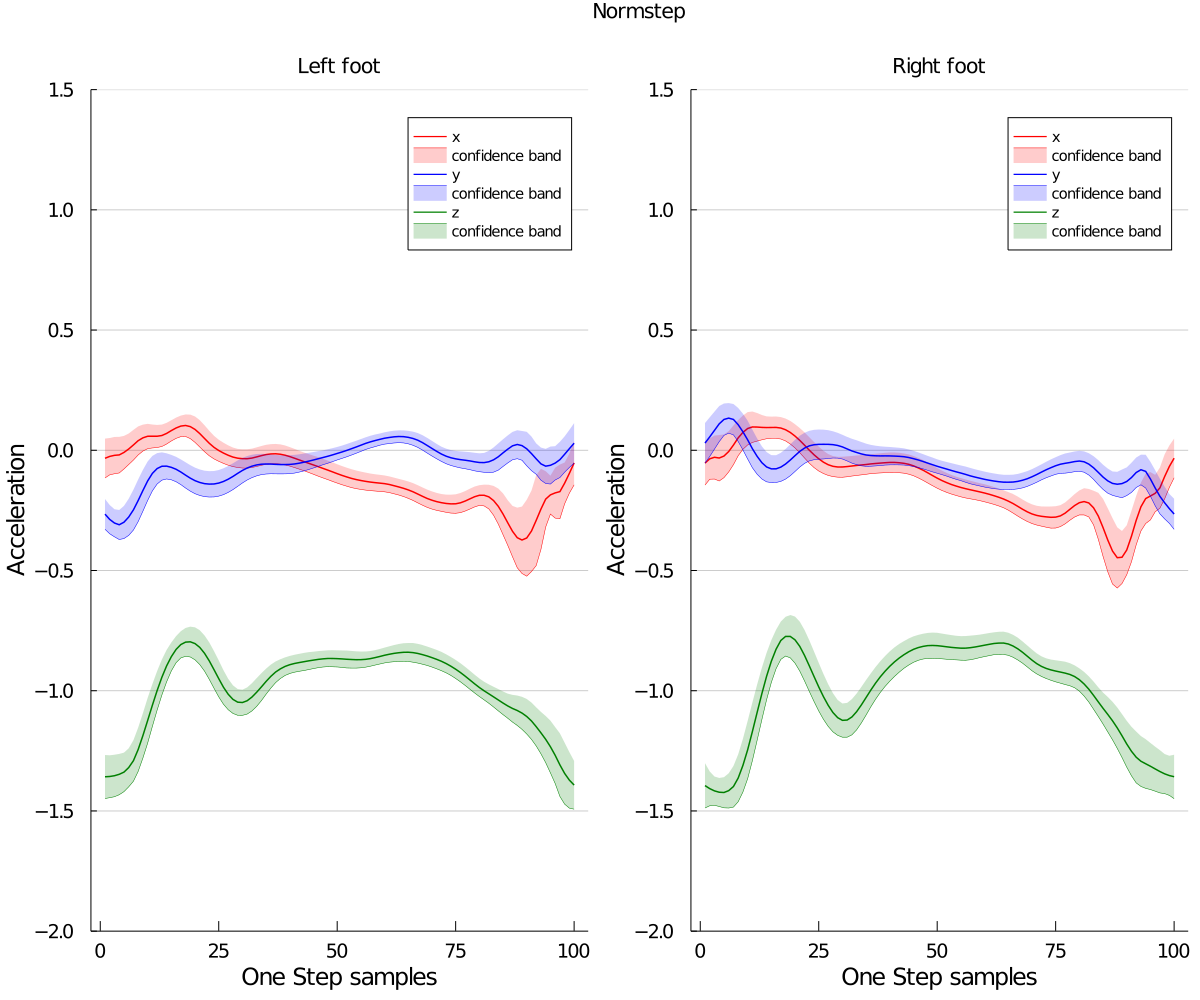 Normstep
Left foot
1.5
1.0
0.5
0.0
−0.5
−1.0
−1.5
−2.0
Acceleration
x
confidence band
y
confidence band
z
confidence band
0
25
50
75
100
One Step samples
Right foot
1.5
1.0
0.5
0.0
−0.5
−1.0
−1.5
−2.0
Acceleration
x
confidence band
y
confidence band
z
confidence band
0
25
50
75
100
One Step samples